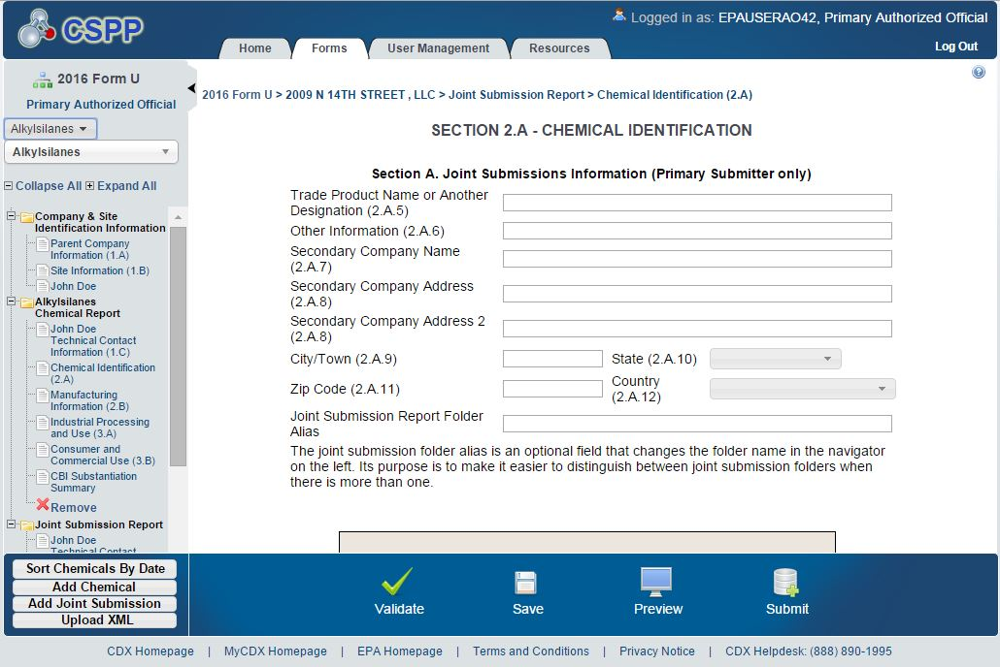 CSPP
Logged in as: EPAUSERAO42, Primary Authorized Official
Home
Forms
User Management
Resources
Log Out
2016 Form U
Primary Authorized Official
Alkylsilanes
Alkylsilanes
Collapse All
Expand All
Company & Site
Identification Information
Parent Company
Information (1.A)
Site Information (1.B)
John Doe
Alkylsilanes
Chemical Report
John Doe
Technical Contact
Information (1.C)
Chemical Identification
(2.A)
Manufacturing
Information (2.B)
Industrial Processing
and Use (3.A)
Consumer and
Commercial Use (3.B)
CBI Substantiation
Summary
Remove
Joint Submission Report
John Doe
Technical Contact
2016 Form U > 2009 N 14TH STREET , LLC > Joint Submission Report > Chemical Identification (2.A)
SECTION 2.A - CHEMICAL IDENTIFICATION
Section A. Joint Submissions Information (Primary Submitter only)
Trade Product Name or Another
Designation (2.A.5)
Other Information (2.A.6)
Secondary Company Name
(2.A.7)
Secondary Company Address
(2.A.8)
Secondary Company Address 2
(2.A.8)
City/Town (2.A.9)
State (2.A.10)
Zip Code (2.A.11)
Country
(2.A.12)
Joint Submission Report Folder
Alias
The joint submission folder alias is an optional field that changes the folder name in the navigator
on the left. Its purpose is to make it easier to distinguish between joint submission folders when
there is more than one.
Sort Chemicals By Date
Add Chemical
Add Joint Submission
Upload XML
Validate
Save
Preview
Submit
CDX Homepage | MyCDX Homepage | EPA Homepage | Terms and Conditions | Privacy Notice | CDX Helpdesk: (888) 890-1995